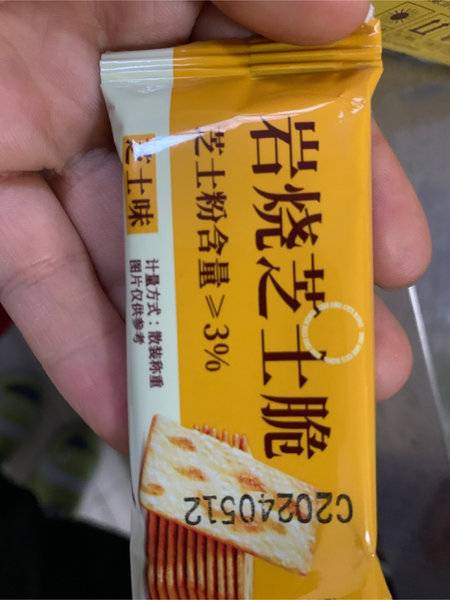 岩烧芝士脆
芝士粉含量≥3%
芝士味
计量方式：散装称重
图片仅供参考
C20240512